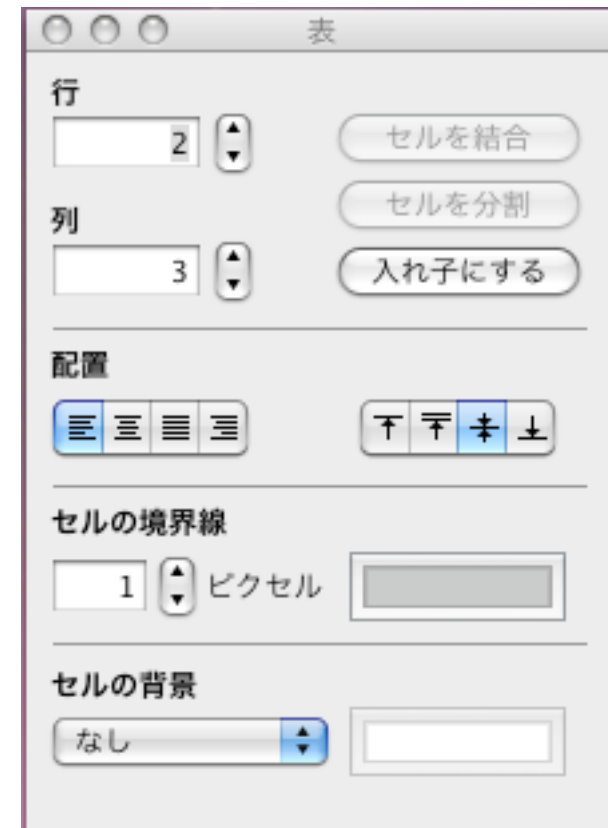 表
行
2
セルを結合
セルを分割
列
3
入れ子にする
配置
セルの境界線
1 ピクセル
セルの背景
なし